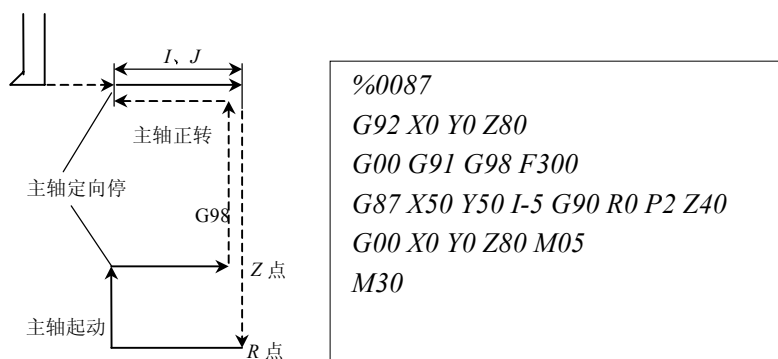 I、J
主轴正转
主轴定向停
G98
Z 点
主轴起动
R 点
%0087
G92 X0 Y0 Z80
G00 G91 G98 F300
G87 X50 Y50 I-5 G90 R0 P2 Z40
G00 X0 Y0 Z80 M05
M30